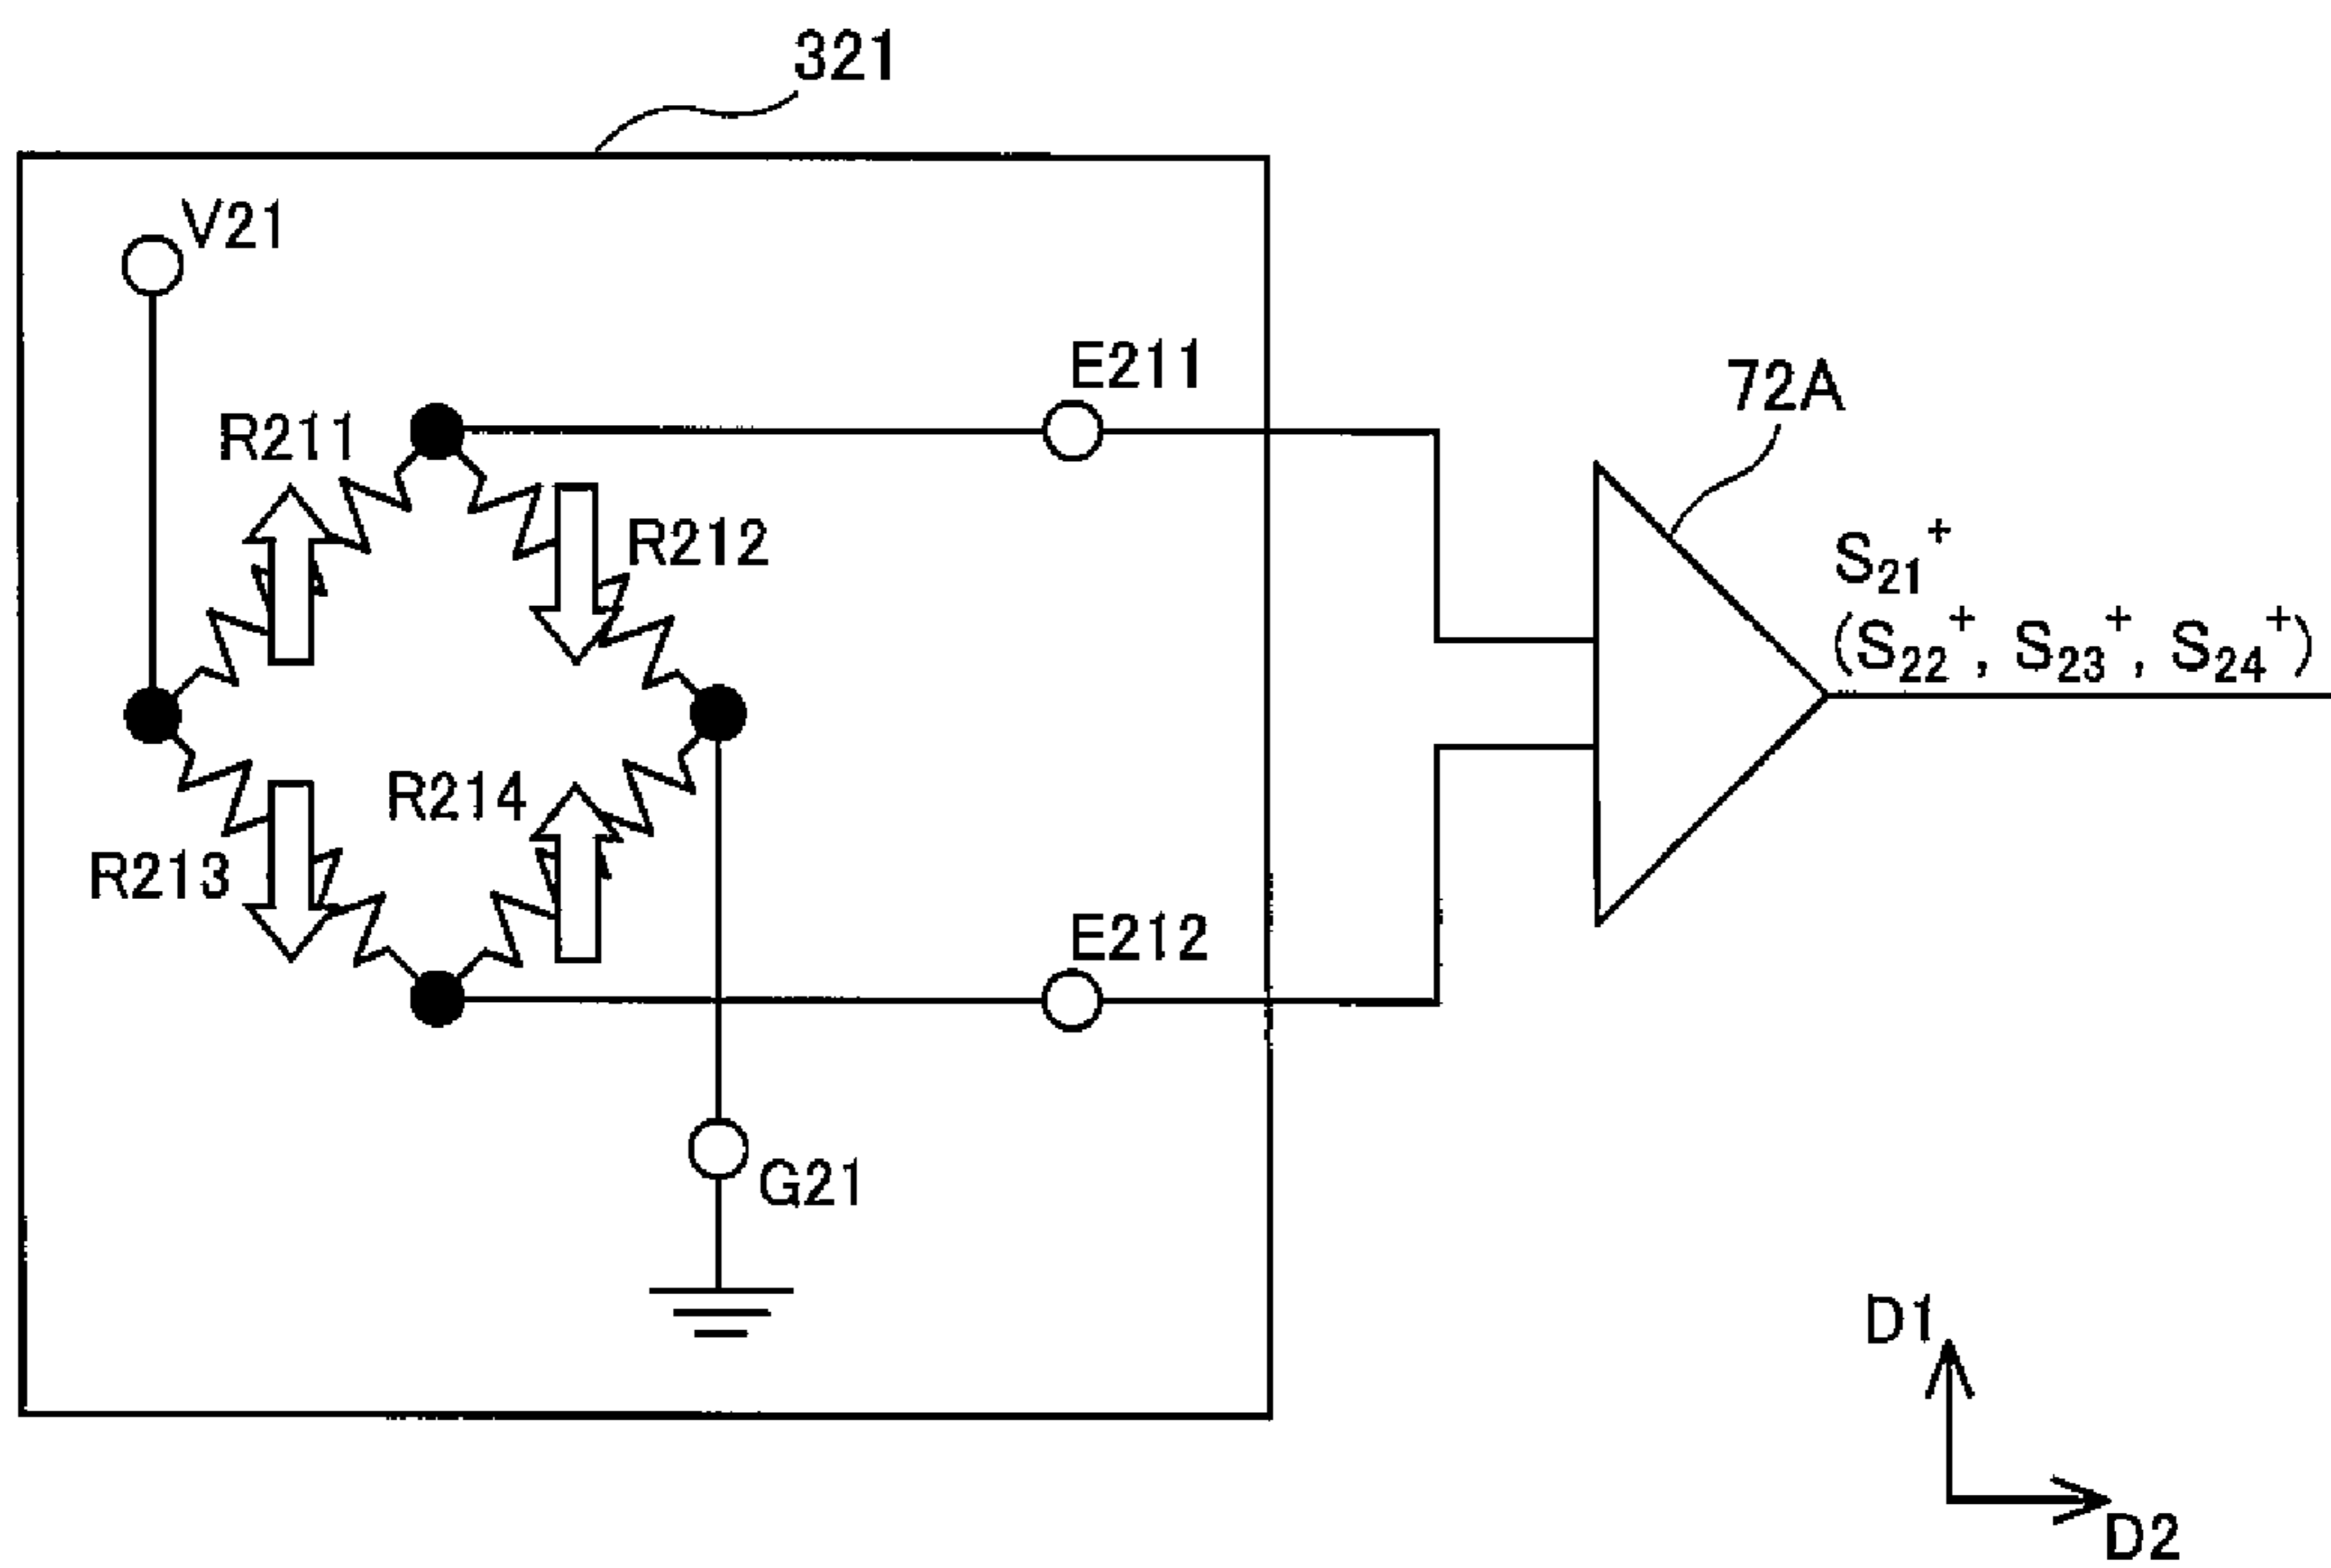 321
V21
E211
72A
R211
R212
S₂₁⁺
(S₂₂⁺, S₂₃⁺, S₂₄⁺)
R214
R213
E212
G21
D1
D2